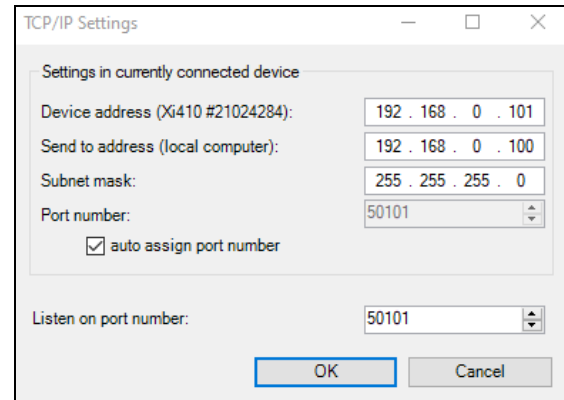 TCP/IP Settings
Settings in currently connected device
Device address (Xi410 #21024284): 192 . 168 . 0 . 101
Send to address (local computer): 192 . 168 . 0 . 100
Subnet mask: 255 . 255 . 255 . 0
Port number: 50101
auto assign port number
Listen on port number: 50101
OK Cancel